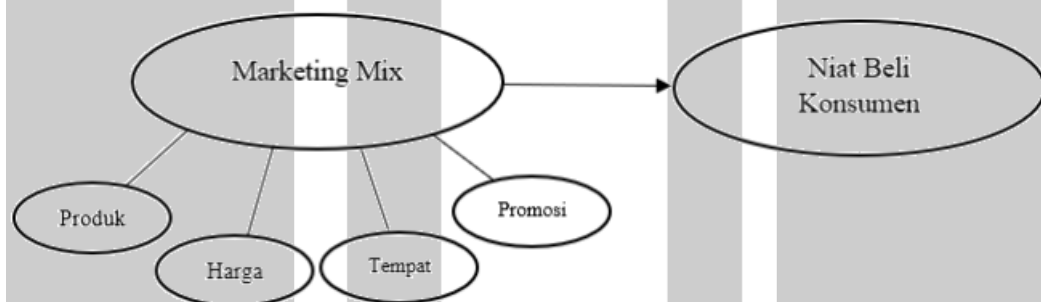 Marketing Mix
Niat Beli
Konsumen
Produk
Harga
Tempat
Promosi